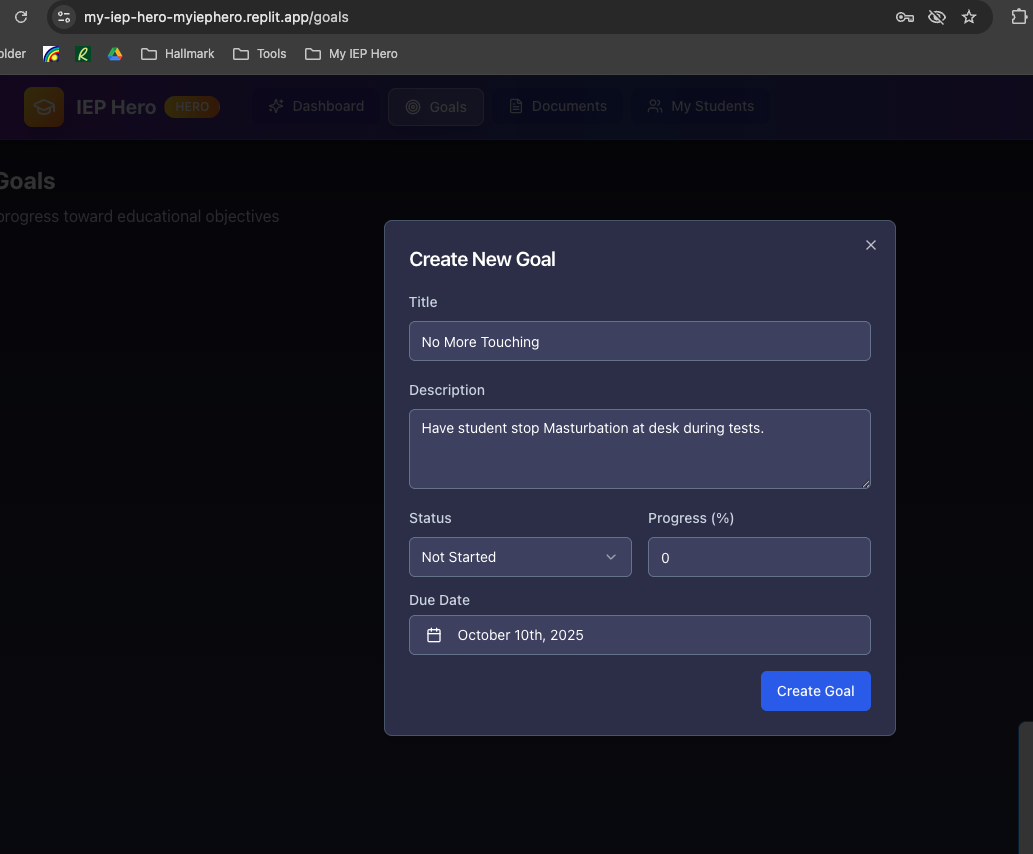 my-iep-hero-myiephero.replit.app/goals
older
Hallmark
Tools
My IEP Hero
IEP Hero
HERO
Dashboard
Goals
Documents
My Students
Goals
progress toward educational objectives
Create New Goal
Title
No More Touching
Description
Have student stop Masturbation at desk during tests.
Status
Progress (%)
Not Started
0
Due Date
October 10th, 2025
Create Goal